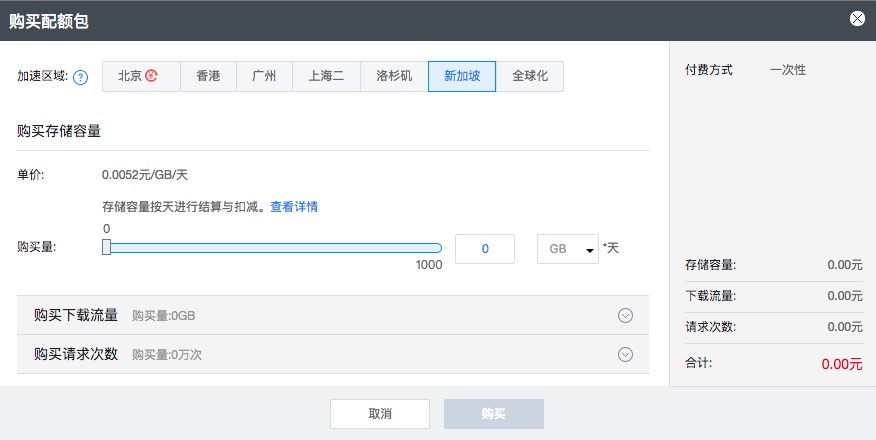 购买配额包
加速区域: ? 北京 香港 广州 上海二 洛杉矶 新加坡 全球化
付费方式 一次性
购买存储容量
单价: 0.0052元/GB/天
存储容量按天进行结算与扣减。查看详情
0
购买量: 0 GB *天
1000
购买下载流量 购买量:0GB
购买请求次数 购买量:0万次
存储容量: 0.00元
下载流量: 0.00元
请求次数: 0.00元
合计: 0.00元
取消 购买